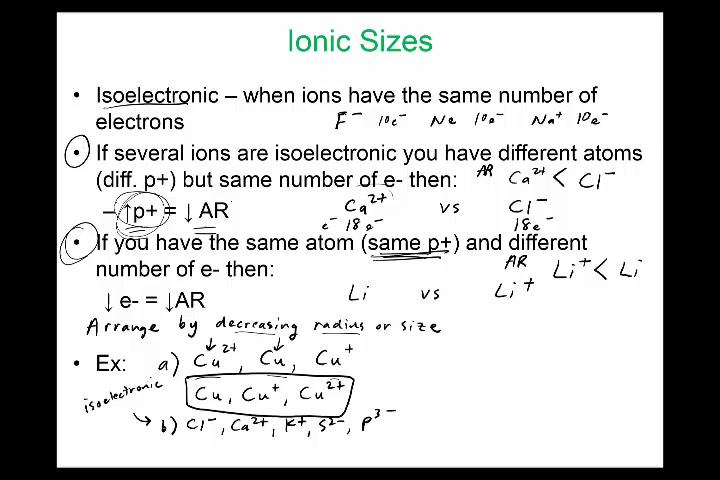 Ionic Sizes
• Isoelectronic – when ions have the same number of
electrons F⁻ 10e⁻ Ne 10e⁻ Na⁺ 10e⁻
• If several ions are isoelectronic you have different atoms
(diff. p+) but same number of e- then: AR Ca²⁺ < Cl⁻
– ↑p+ = ↓ AR Ca²⁺ vs Cl⁻
e⁻ 18e⁻ 18e⁻
• If you have the same atom (same p+) and different
number of e- then: AR Li⁺ < Li
↓ e- = ↓AR Li vs Li⁺
Arrange by decreasing radius or size
• Ex: a) Cu²⁺, Cu, Cu⁺
Cu, Cu⁺, Cu²⁺
isoelectronic
↳ b) Cl⁻, Ca²⁺, K⁺, S²⁻, P³⁻